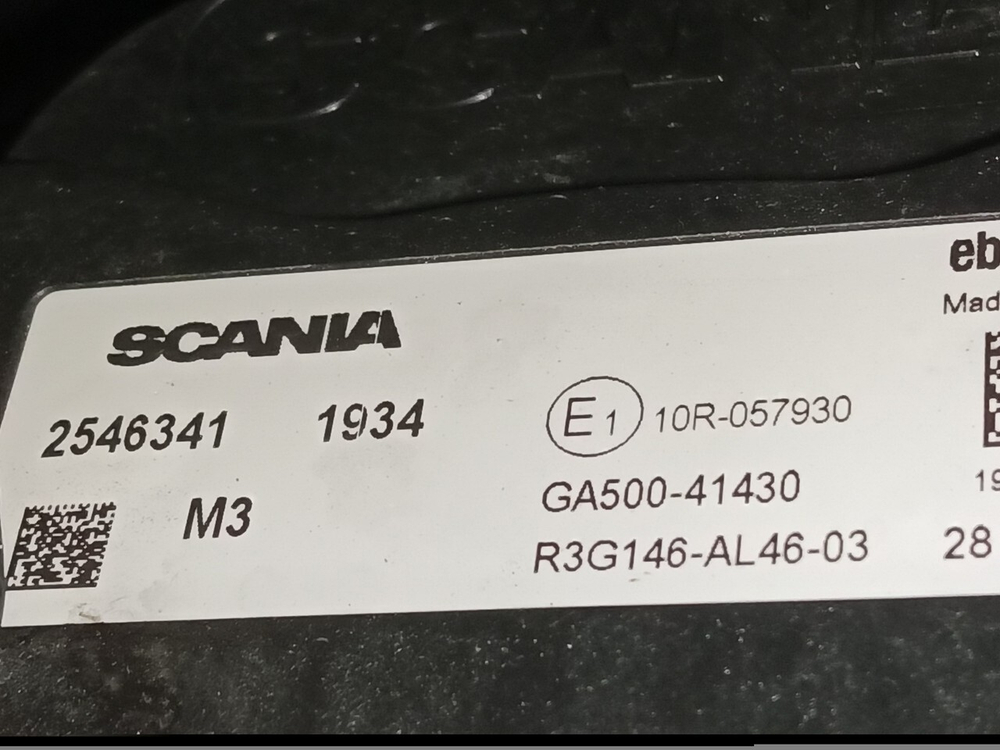 SCANIA
2546341 1934
M3
E1 10R-057930
GA500-41430
R3G146-AL46-03 28
eb
Mad
19